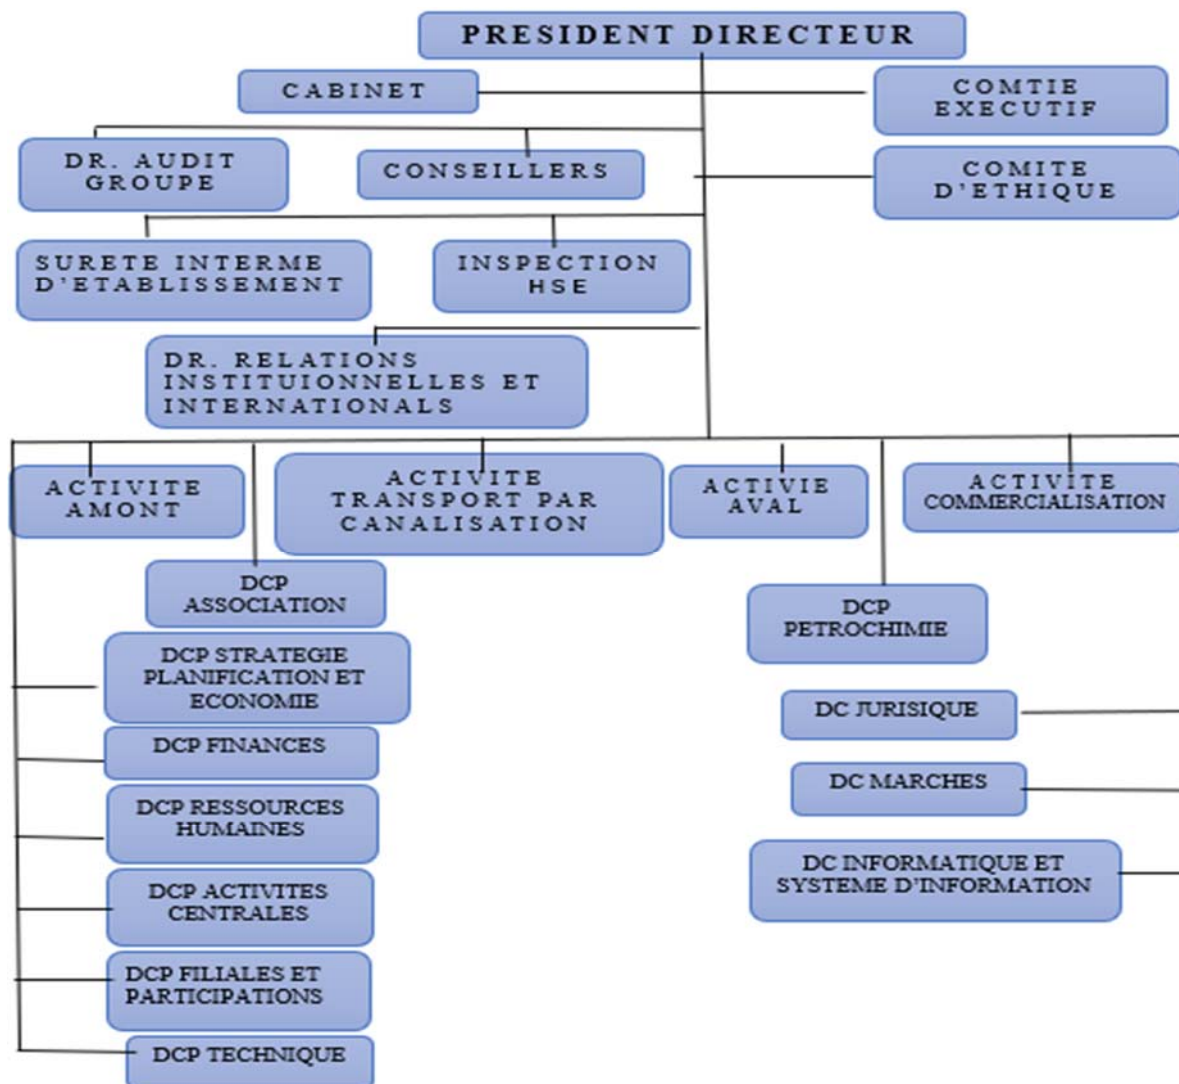 PRESIDENT DIRECTEUR
CABINET
COMTIE
EXECUTIF
DR. AUDIT
GROUPE
CONSEILLERS
COMITE
D'ETHIQUE
SURETE INTERME
D'ETABLISSEMENT
INSPECTION
HSE
DR. RELATIONS
INSTITUIONNELLES ET
INTERNATIONALS
ACTIVITE
AMONT
ACTIVITE
TRANSPORT PAR
CANALISATION
ACTIVIE
AVAL
ACTIVITE
COMMERCIALISATION
DCP
ASSOCIATION
DCP
PETROCHIMIE
DCP STRATEGIE
PLANIFICATION ET
ECONOMIE
DC JURISIQUE
DCP FINANCES
DC MARCHES
DCP RESSOURCES
HUMAINES
DC INFORMATIQUE ET
SYSTEME D'INFORMATION
DCP ACTIVITES
CENTRALES
DCP FILIALES ET
PARTICIPATIONS
DCP TECHNIQUE